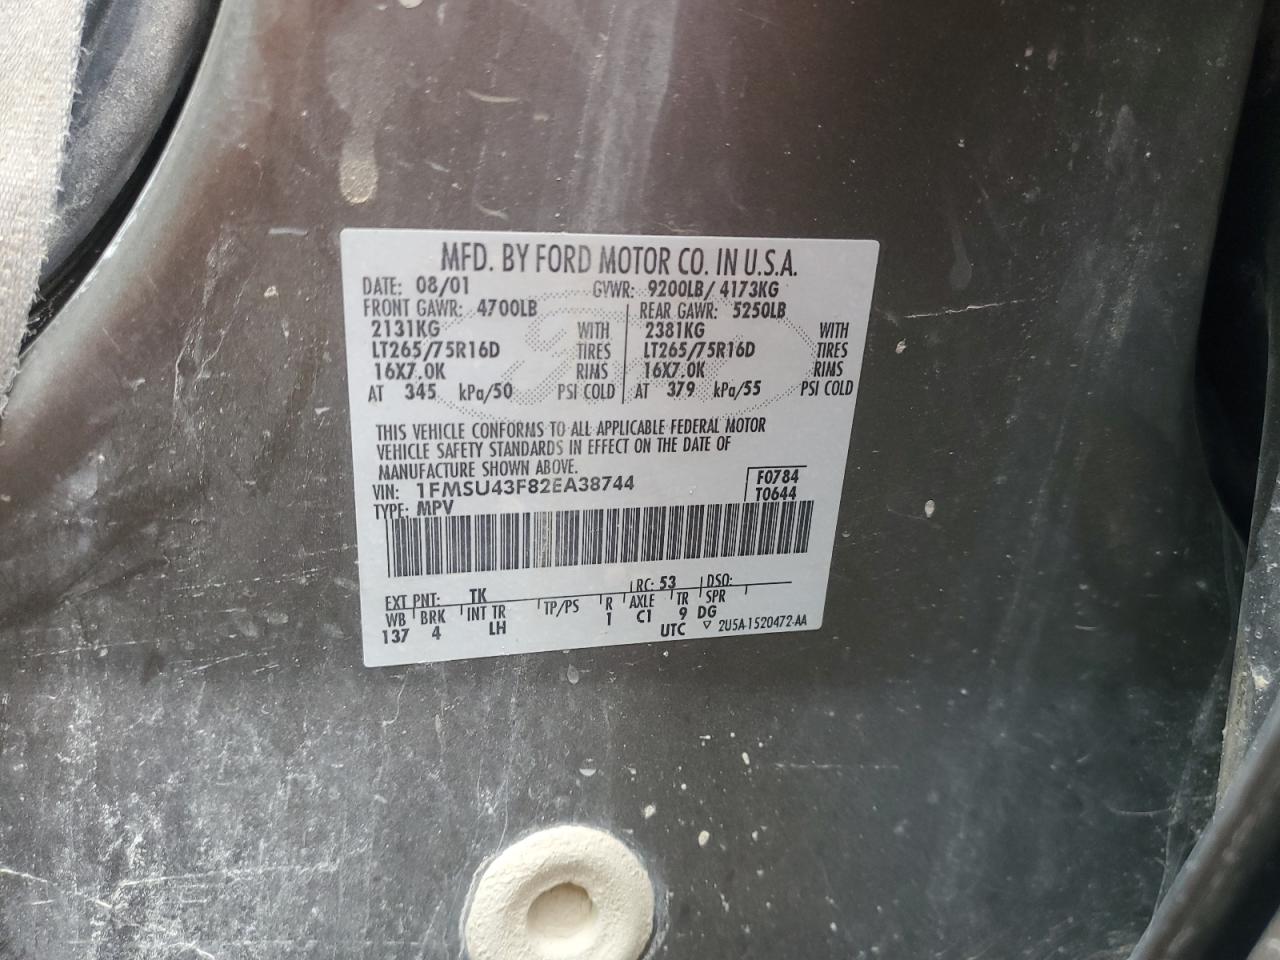 MFD. BY FORD MOTOR CO. IN U.S.A.
DATE: 08/01 GVWR: 9200LB/ 4173KG
FRONT GAWR: 4700LB REAR GAWR: 5250LB
2131KG WITH 2381KG WITH
LT265/75R16D TIRES LT265/75R16D TIRES
16X7.0K RIMS 16X7.0K RIMS
AT 345 kPa/50 PSI COLD AT 379 kPa/55 PSI COLD
THIS VEHICLE CONFORMS TO ALL APPLICABLE FEDERAL MOTOR
VEHICLE SAFETY STANDARDS IN EFFECT ON THE DATE OF
MANUFACTURE SHOWN ABOVE.
VIN: 1FMSU43F82EA38744 F0784
TYPE: MPV T0644
EXT PNT: TK RC: 53 DSO:
WB BRK INT TR TP/PS R AXLE TR SPR
137 4 LH 1 C1 9 DG
UTC ▽ 2U5A-1520472-AA